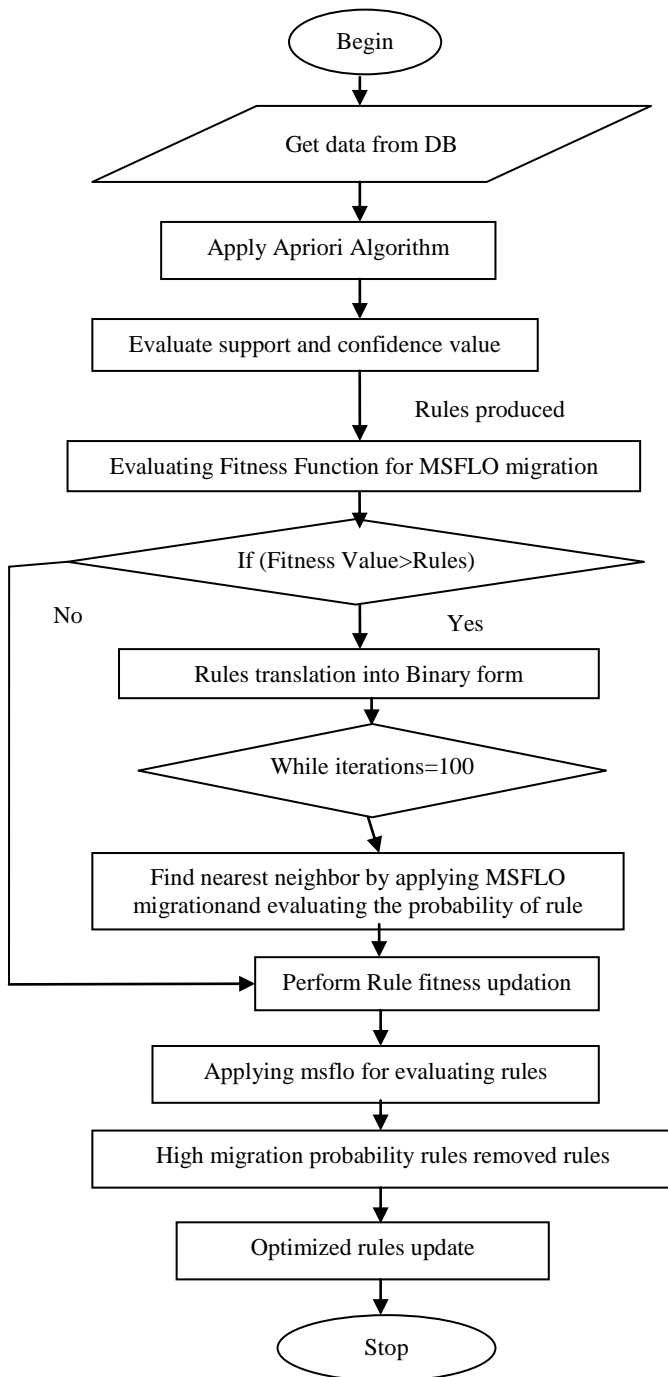 Begin
Get data from DB
Apply Apriori Algorithm
Evaluate support and confidence value
Rules produced
Evaluating Fitness Function for MSFLO migration
If (Fitness Value>Rules)
No
Yes
Rules translation into Binary form
While iterations=100
Find nearest neighbor by applying MSFLO
migrationand evaluating the probability of rule
Perform Rule fitness updation
Applying msflo for evaluating rules
High migration probability rules removed rules
Optimized rules update
Stop